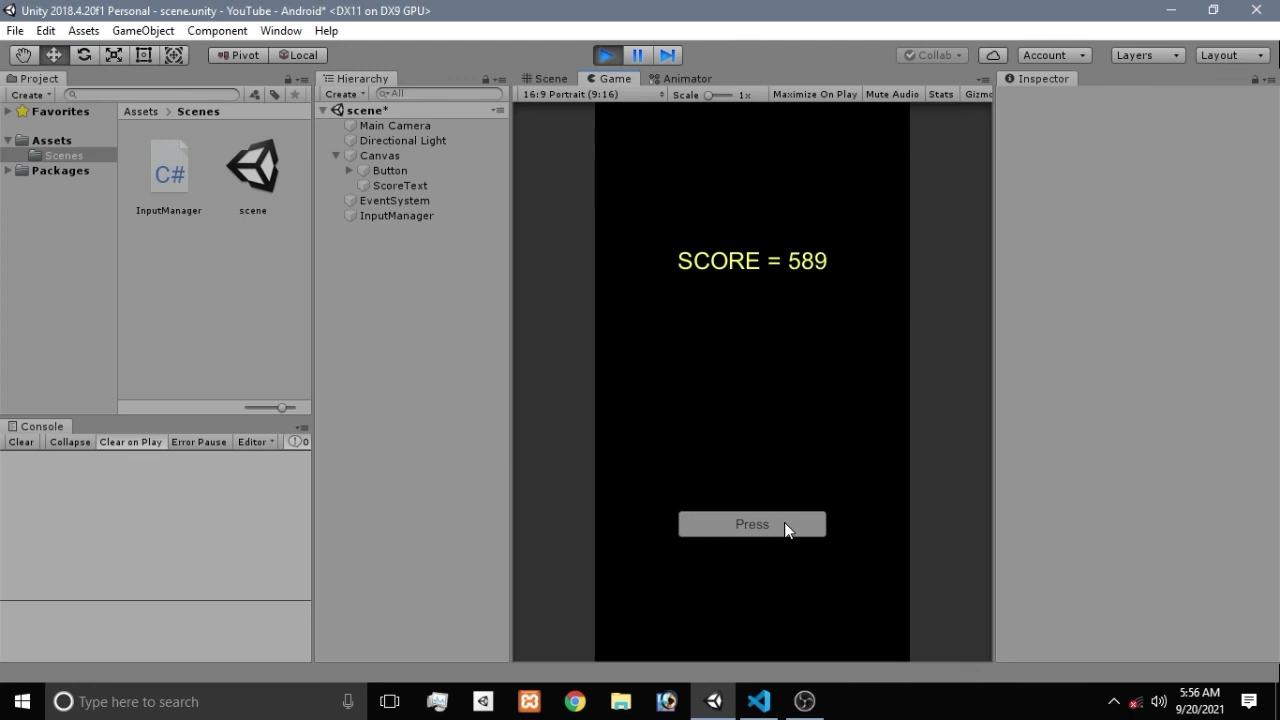 Unity 2018.4.20f1 Personal - scene.unity - YouTube - Android* <DX11 on DX9 GPU>
File Edit Assets GameObject Component Window Help
Pivot Local Collab Account Layers Layout
Project Hierarchy Scene Game Animator Inspector
Create Create All 16:9 Portrait (9:16) Scale 1x Maximize On Play Mute Audio Stats Gizmo
Favorites Assets > Scenes scene*
Main Camera
Assets Directional Light
Scenes Canvas
Packages Button
C# ScoreText
EventSystem
InputManager scene InputManager
SCORE = 589
Console
Clear Collapse Clear on Play Error Pause Editor 0
Press
Type here to search
5:56 AM
9/20/2021